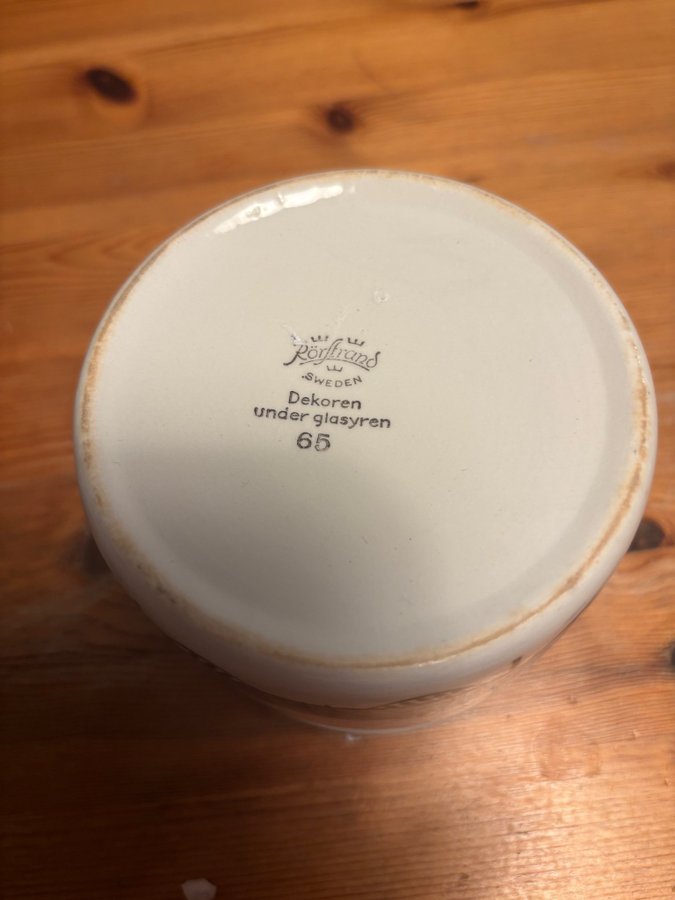 Rörstrand
SWEDEN
Dekoren
under glasyren
65